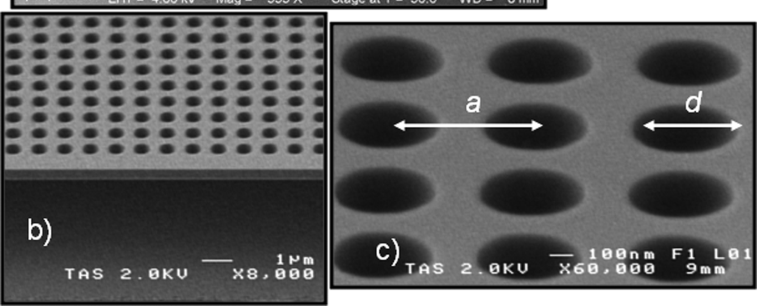 a
d
b)
1µm
TAS 2.0KV X8,000
c)
100nm F1 L01
TAS 2.0KV X60,000 9mm